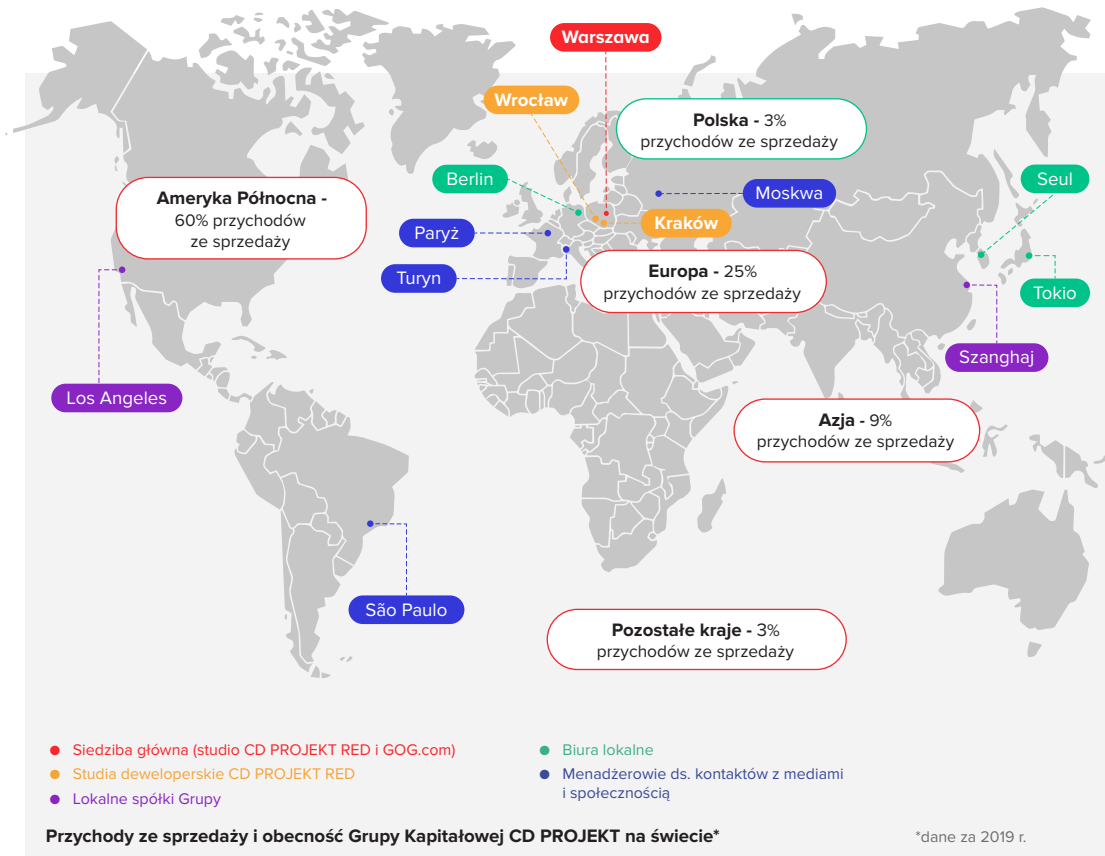 Warszawa
Wrocław
Polska - 3%
przychodów ze sprzedaży
Berlin
Moskwa
Seul
Ameryka Północna -
60% przychodów
ze sprzedaży
Kraków
Paryż
Turyn
Europa - 25%
przychodów ze sprzedaży
Tokio
Szanghaj
Los Angeles
Azja - 9%
przychodów ze sprzedaży
São Paulo
Pozostałe kraje - 3%
przychodów ze sprzedaży
Siedziba główna (studio CD PROJEKT RED i GOG.com)
Studia deweloperskie CD PROJEKT RED
Lokalne spółki Grupy
Biura lokalne
Menadżerowie ds. kontaktów z mediami
i społecznością
Przychody ze sprzedaży i obecność Grupy Kapitałowej CD PROJEKT na świecie*
*dane za 2019 r.